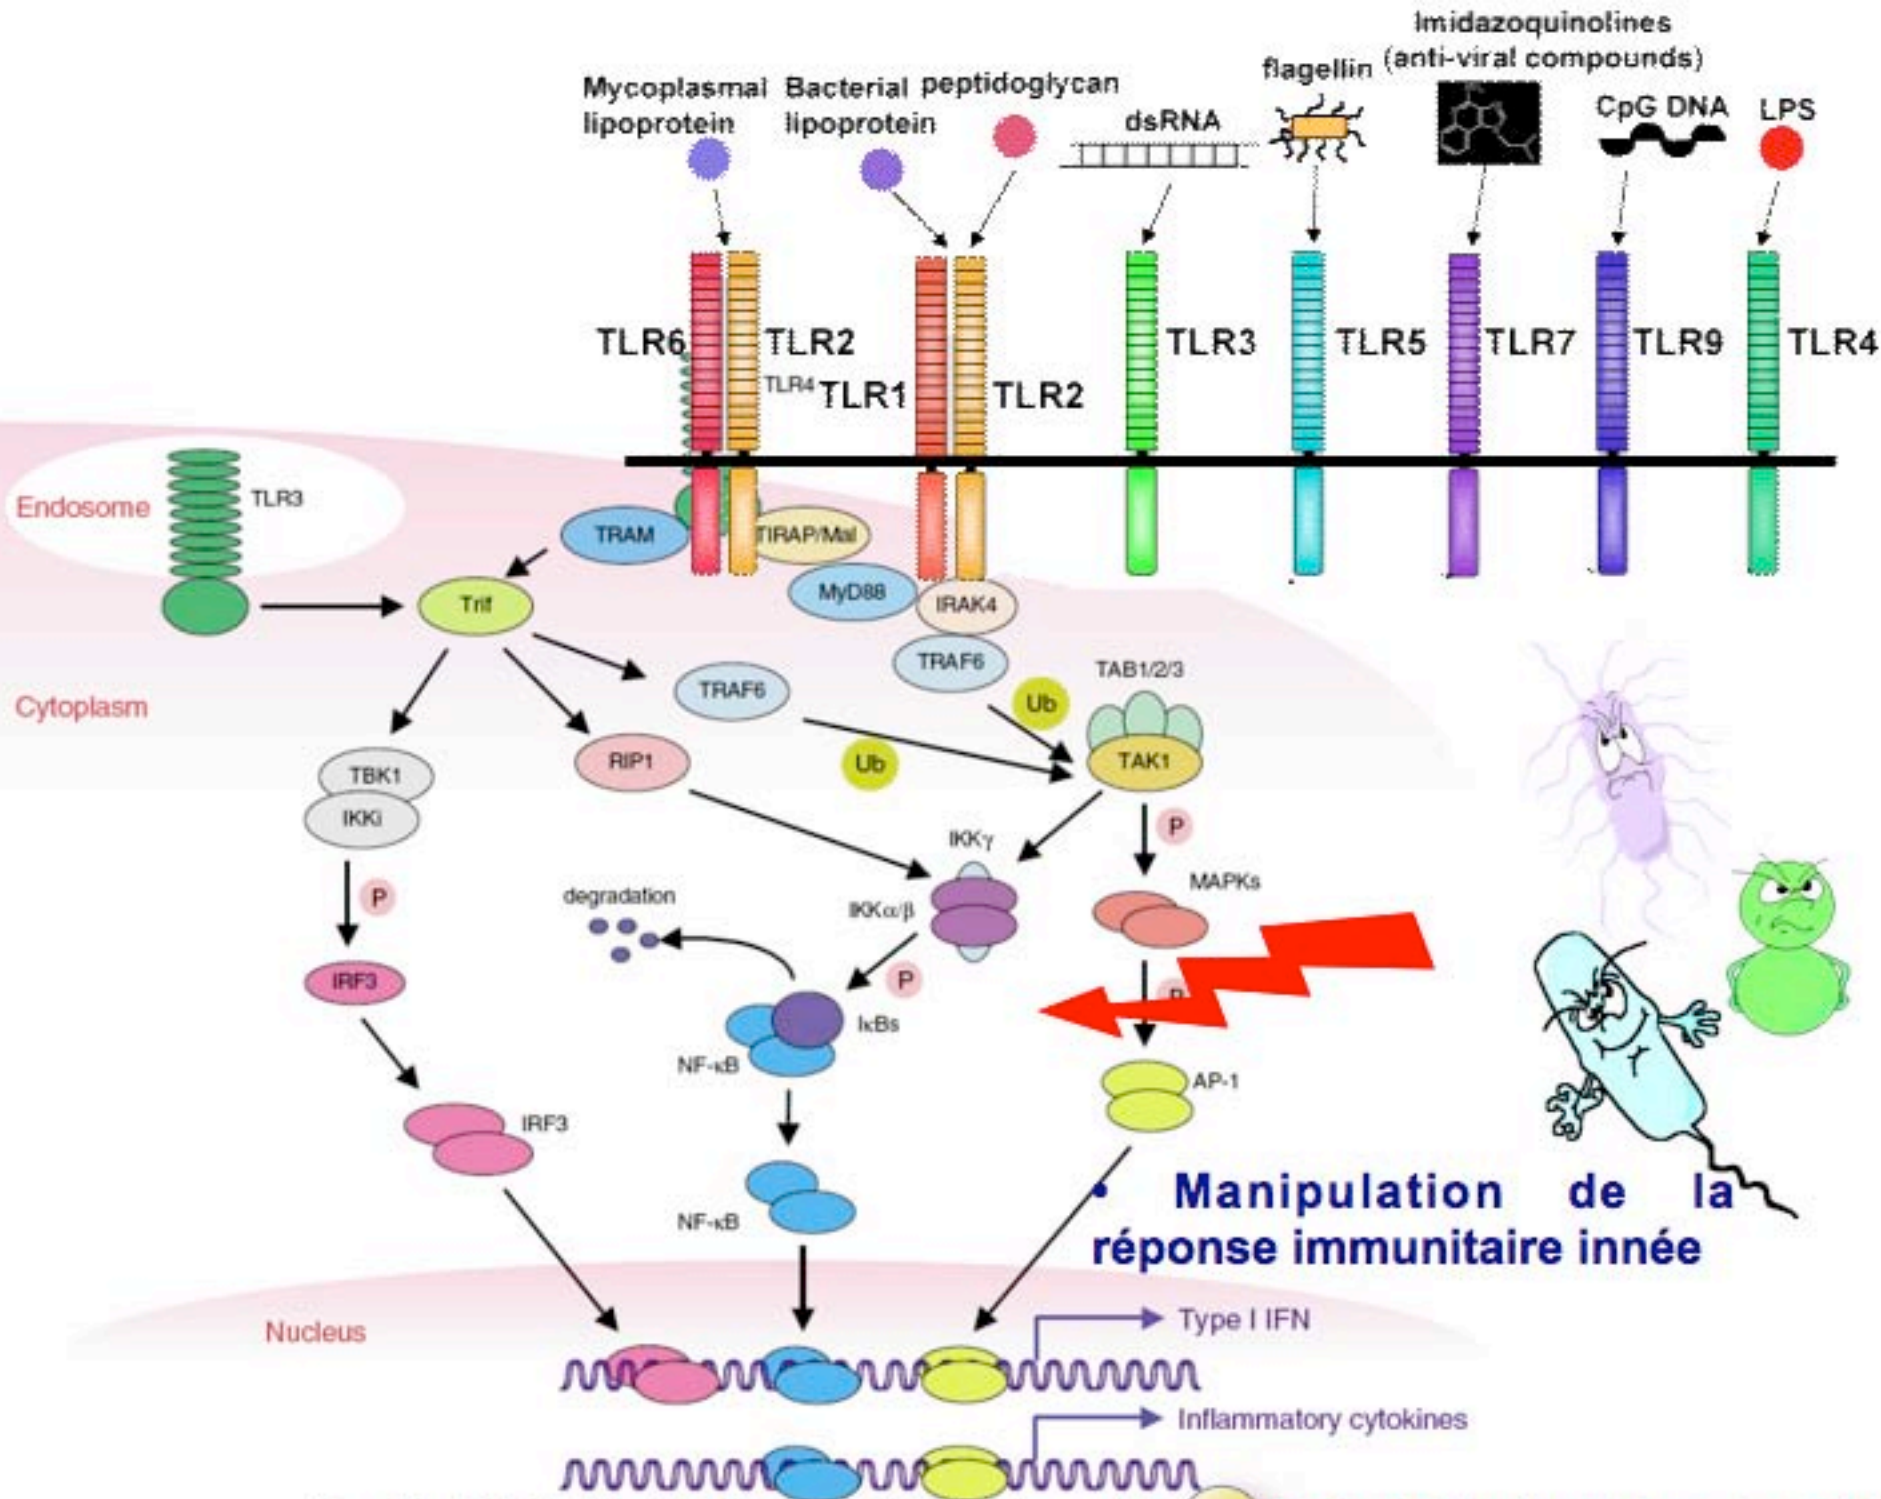 Imidazoquinolines
(anti-viral compounds)
flagellin
Mycoplasmal
lipoprotein
Bacterial
lipoprotein
peptidoglycan
dsRNA
CpG DNA
LPS
TLR6
TLR2
TLR4
TLR1
TLR2
TLR3
TLR5
TLR7
TLR9
TLR4
Endosome
TLR3
TRAM
TIRAP/Mal
Trif
MyD88
IRAK4
TRAF6
TRAF6
TAB1/2/3
Ub
Cytoplasm
TBK1
IKKi
RIP1
Ub
TAK1
P
IKKγ
P
degradation
IKKα/β
MAPKs
IRF3
P
P
IκBs
NF-κB
AP-1
IRF3
NF-κB
• Manipulation de la
réponse immunitaire innée
Nucleus
Type I IFN
Inflammatory cytokines